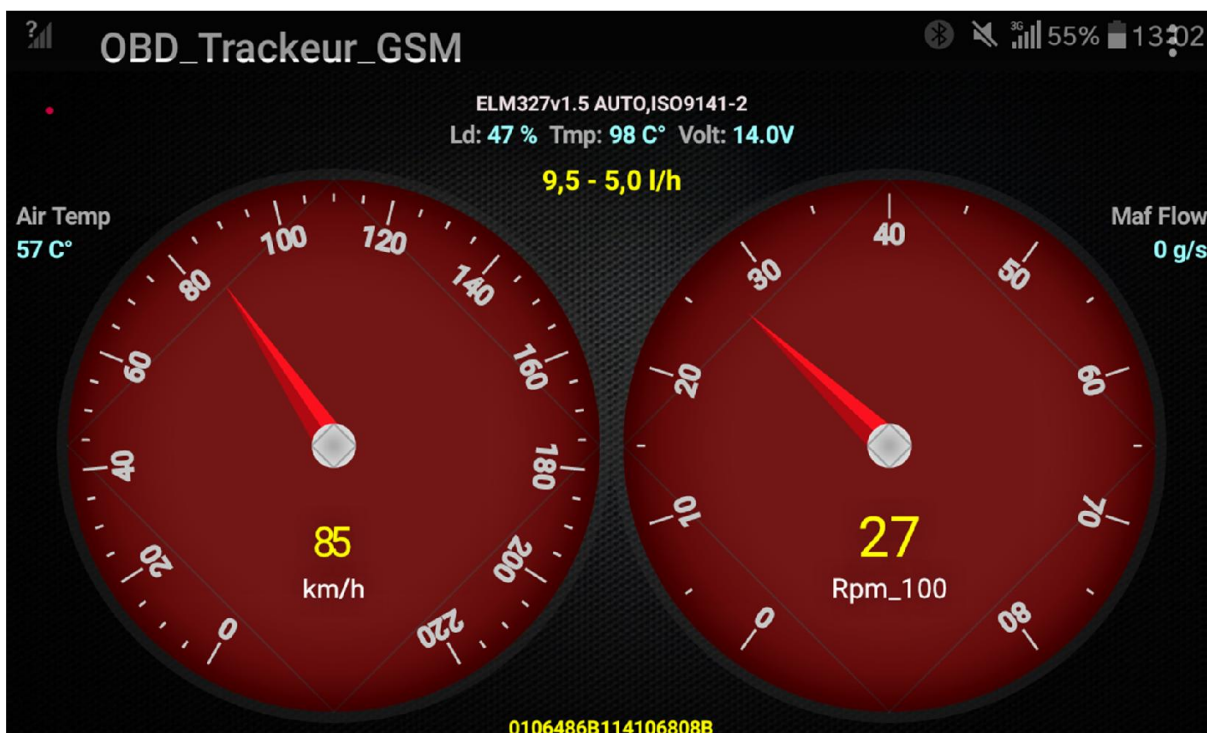 ?
OBD_Trackeur_GSM
3G 55% 13:02
ELM327v1.5 AUTO,ISO9141-2
Ld: 47 % Tmp: 98 C° Volt: 14.0V
9,5 - 5,0 l/h
Air Temp
57 C°
Maf Flow
0 g/s
0 20 40 60 80 100 120 140 160 180 200 220
85
km/h
0 10 20 30 40 50 60 70 80
27
Rpm_100
0106486B114106808B